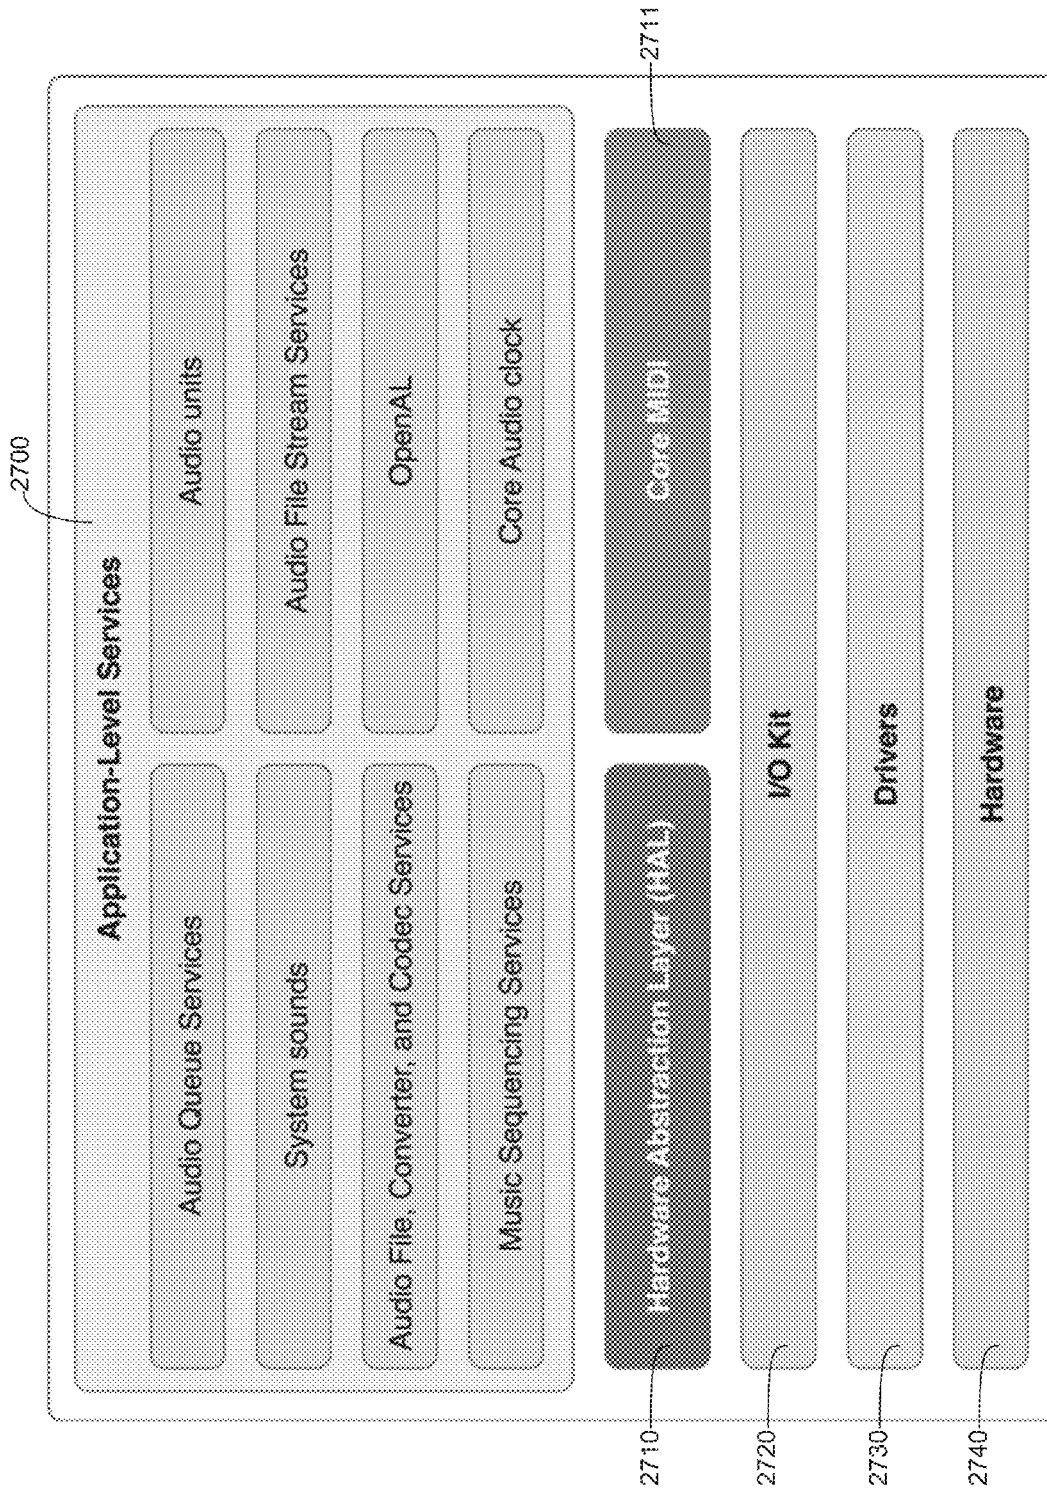 2700
Application-Level Services
Audio Queue Services
Audio units
System sounds
Audio File Stream Services
Audio File, Converter, and Codec Services
OpenAL
Music Sequencing Services
Core Audio clock
2710
Hardware Abstraction Layer (HAL)
Core MIDI
2711
2720
I/O Kit
2730
Drivers
2740
Hardware